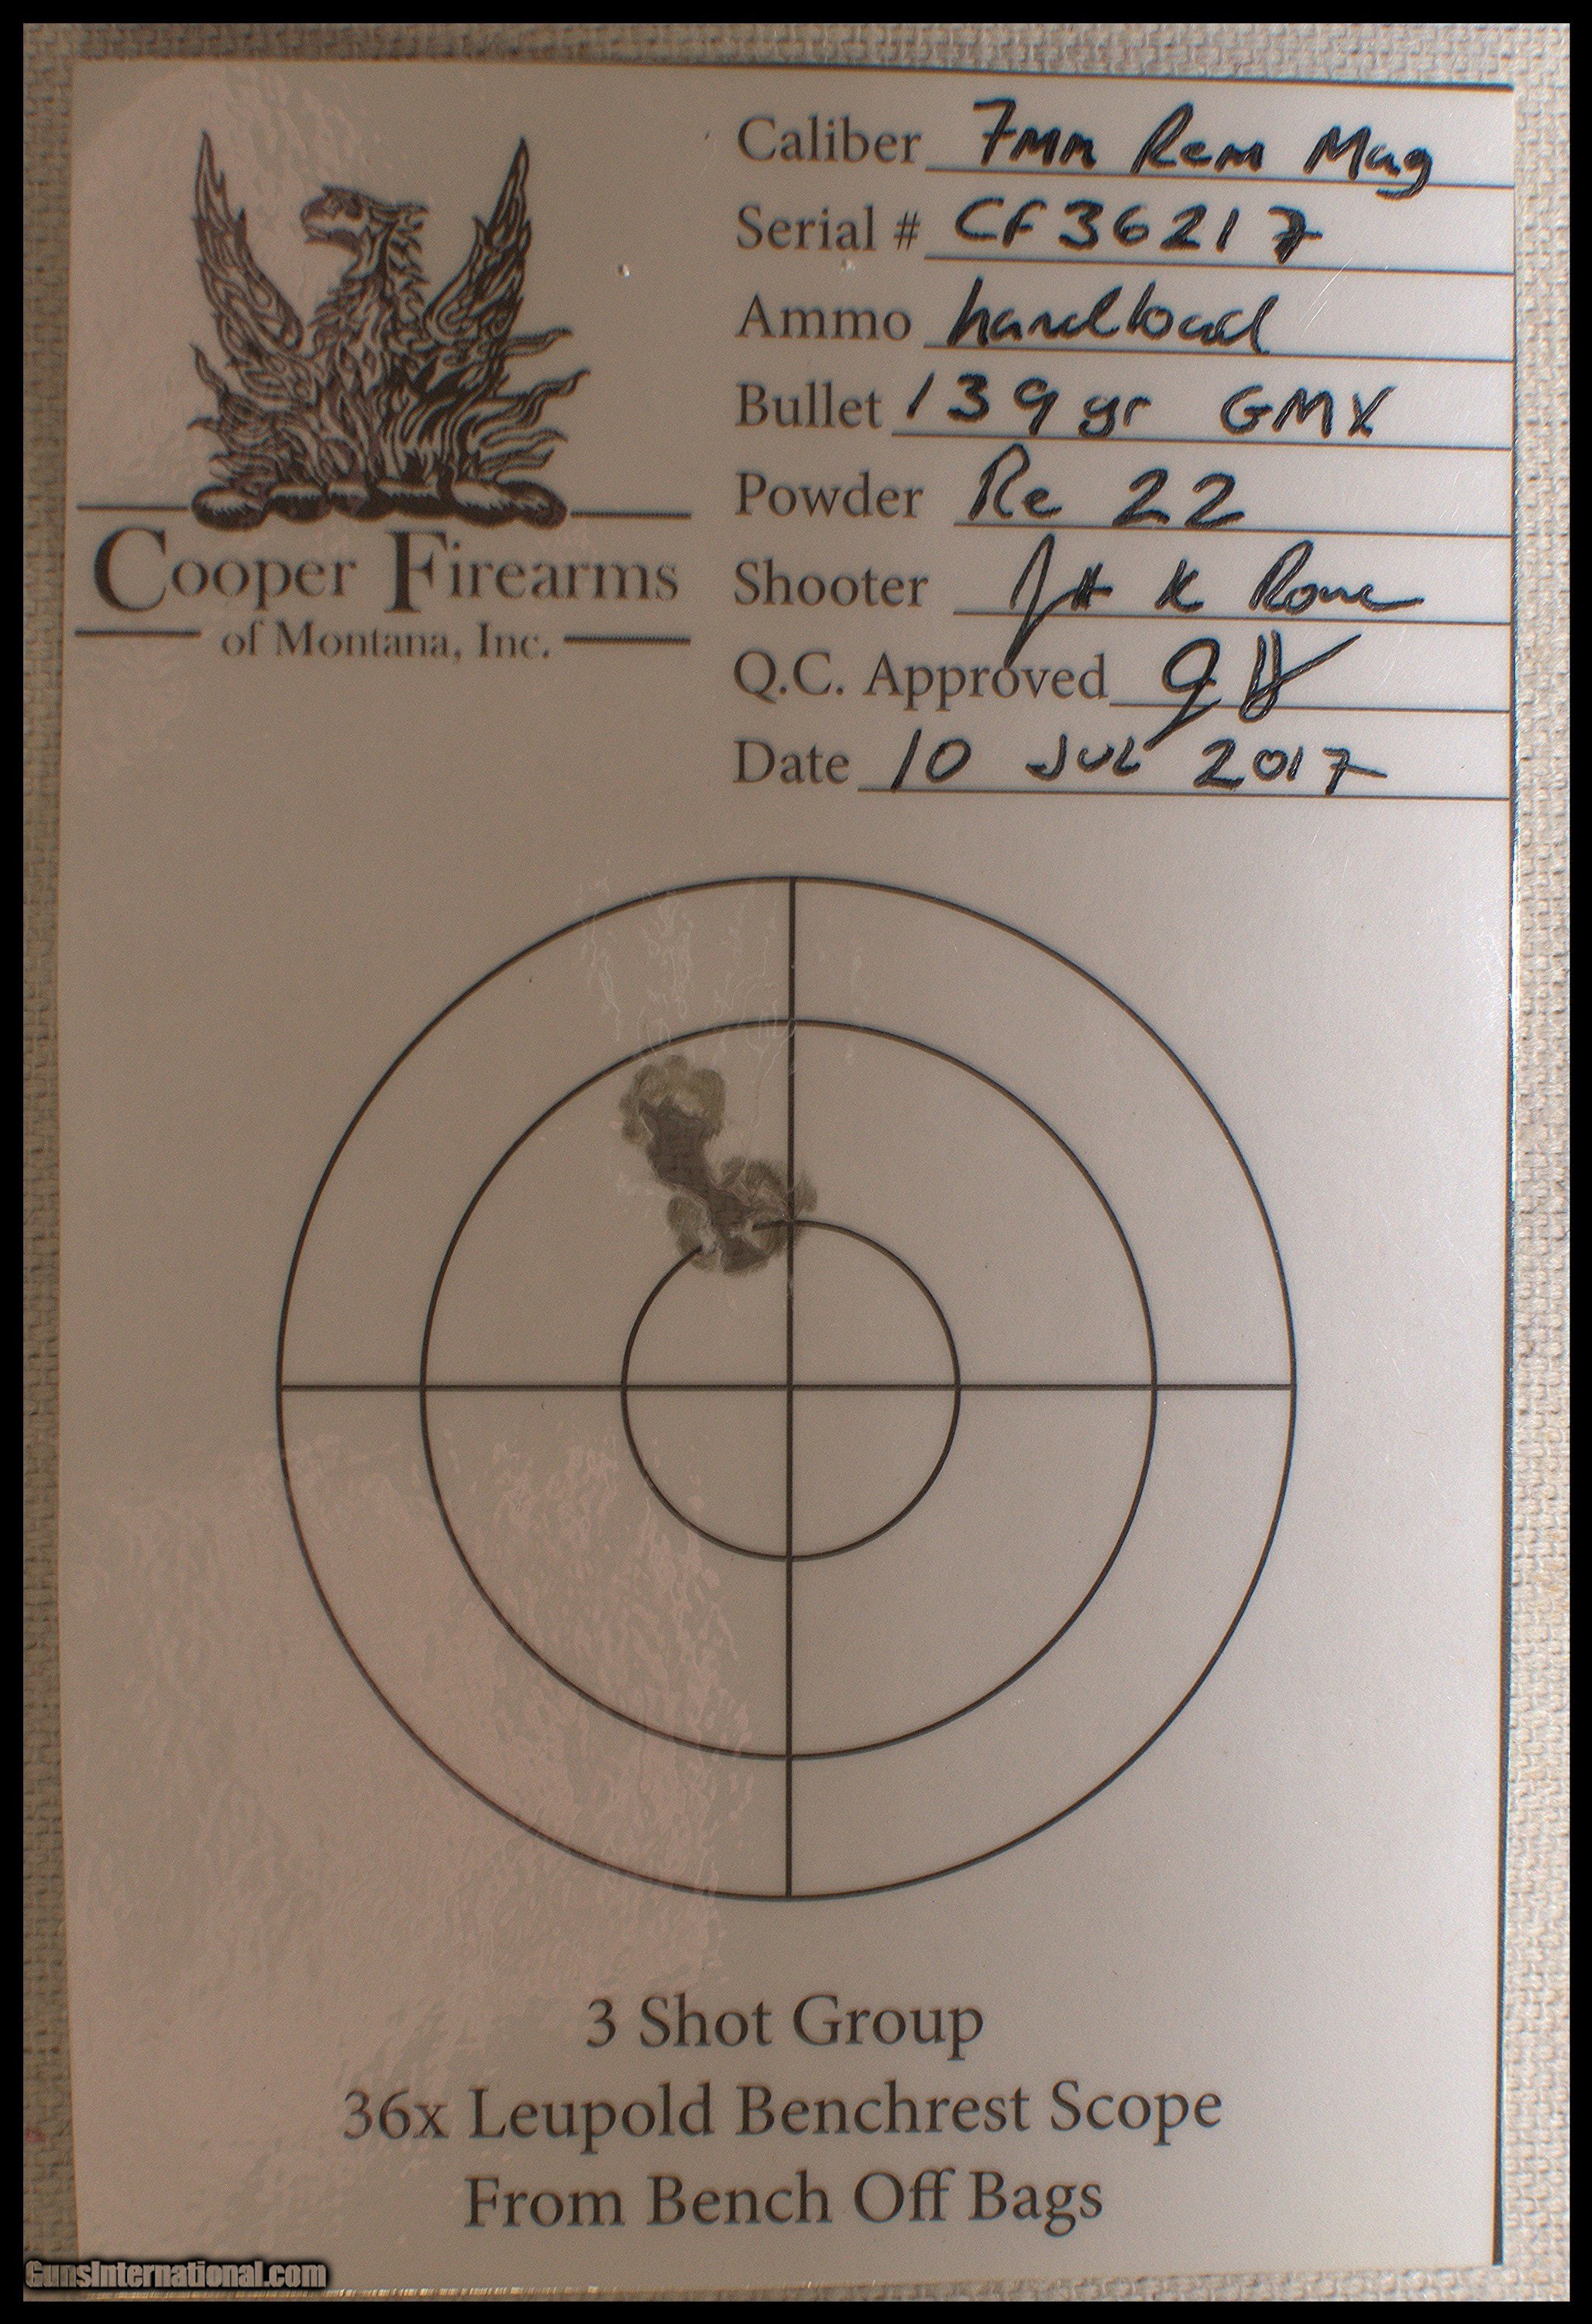 Caliber 7mm Rem Mag
Serial # CF36217
Ammo handload
Bullet 139 gr GMX
Powder Re 22
Shooter
Q.C. Approved
Date 10 JUL 2017
Cooper Firearms
of Montana, Inc.
3 Shot Group
36x Leupold Benchrest Scope
From Bench Off Bags
GunsInternational.com